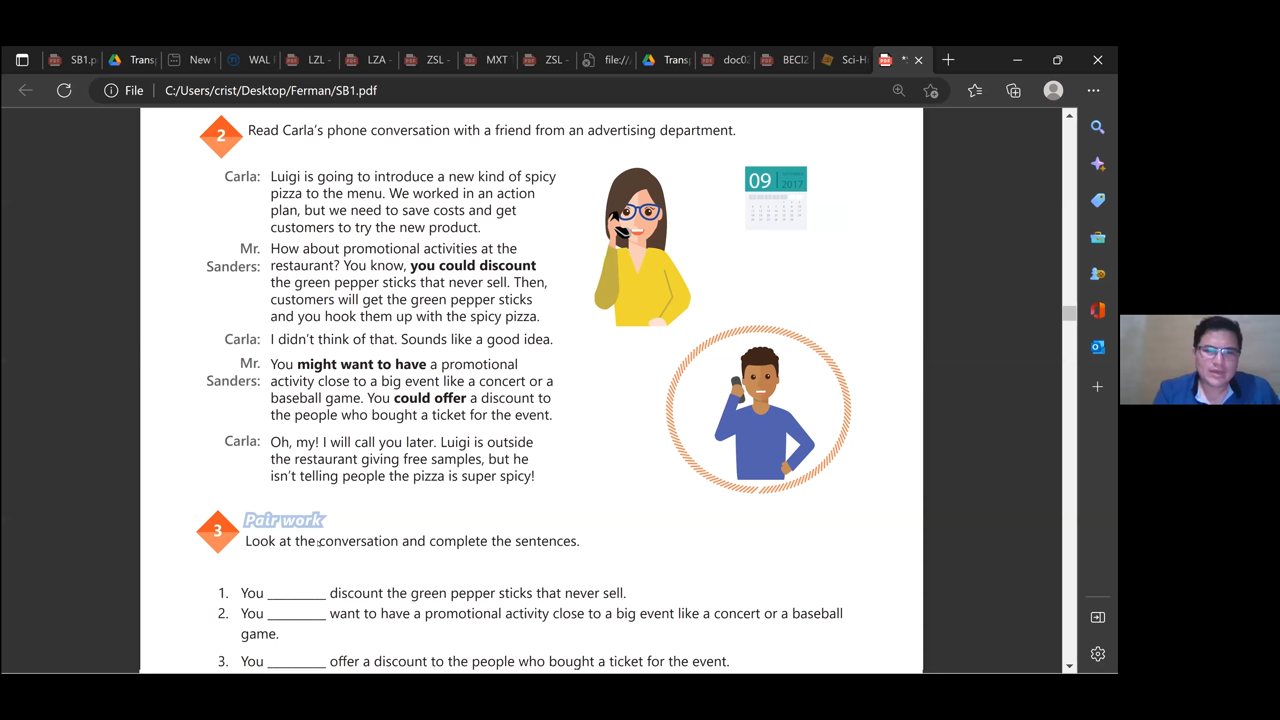 SB1.p
Trans
New
WAL
LZL -
LZA -
ZSL -
MXT
ZSL -
file://
Trans
doc0
BECI2
Sci-H
File
C:/Users/crist/Desktop/Ferman/SB1.pdf
2
Read Carla's phone conversation with a friend from an advertising department.
Carla: Luigi is going to introduce a new kind of spicy
pizza to the menu. We worked in an action
plan, but we need to save costs and get
customers to try the new product.
Mr. How about promotional activities at the
Sanders: restaurant? You know, you could discount
the green pepper sticks that never sell. Then,
customers will get the green pepper sticks
and you hook them up with the spicy pizza.
Carla: I didn't think of that. Sounds like a good idea.
Mr. You might want to have a promotional
Sanders: activity close to a big event like a concert or a
baseball game. You could offer a discount to
the people who bought a ticket for the event.
Carla: Oh, my! I will call you later. Luigi is outside
the restaurant giving free samples, but he
isn't telling people the pizza is super spicy!
09
2017
3
Pair work
Look at the conversation and complete the sentences.
1. You ________ discount the green pepper sticks that never sell.
2. You ________ want to have a promotional activity close to a big event like a concert or a baseball
game.
3. You ________ offer a discount to the people who bought a ticket for the event.